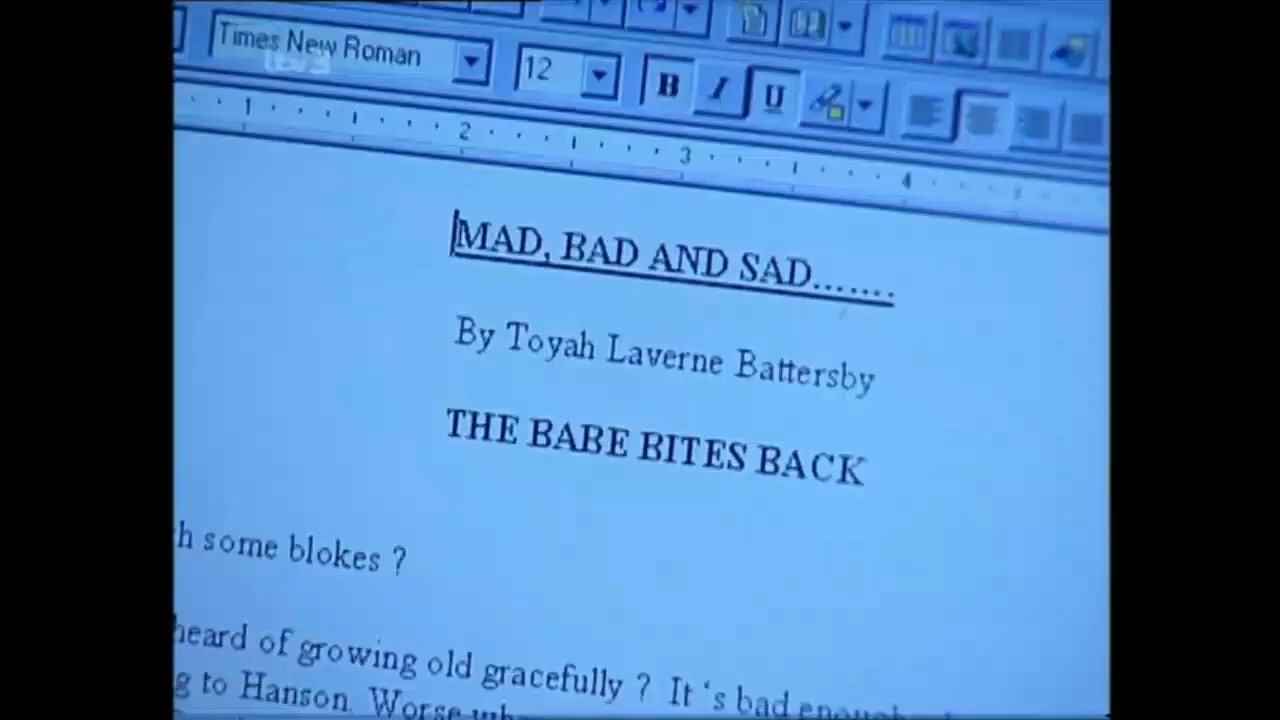 Times New Roman
12
B I U
1 2 3 4
MAD, BAD AND SAD.......
By Toyah Laverne Battersby
THE BABE BITES BACK
h some blokes ?
heard of growing old gracefully ? It ‘s bad enough
g to Hanson. Worse